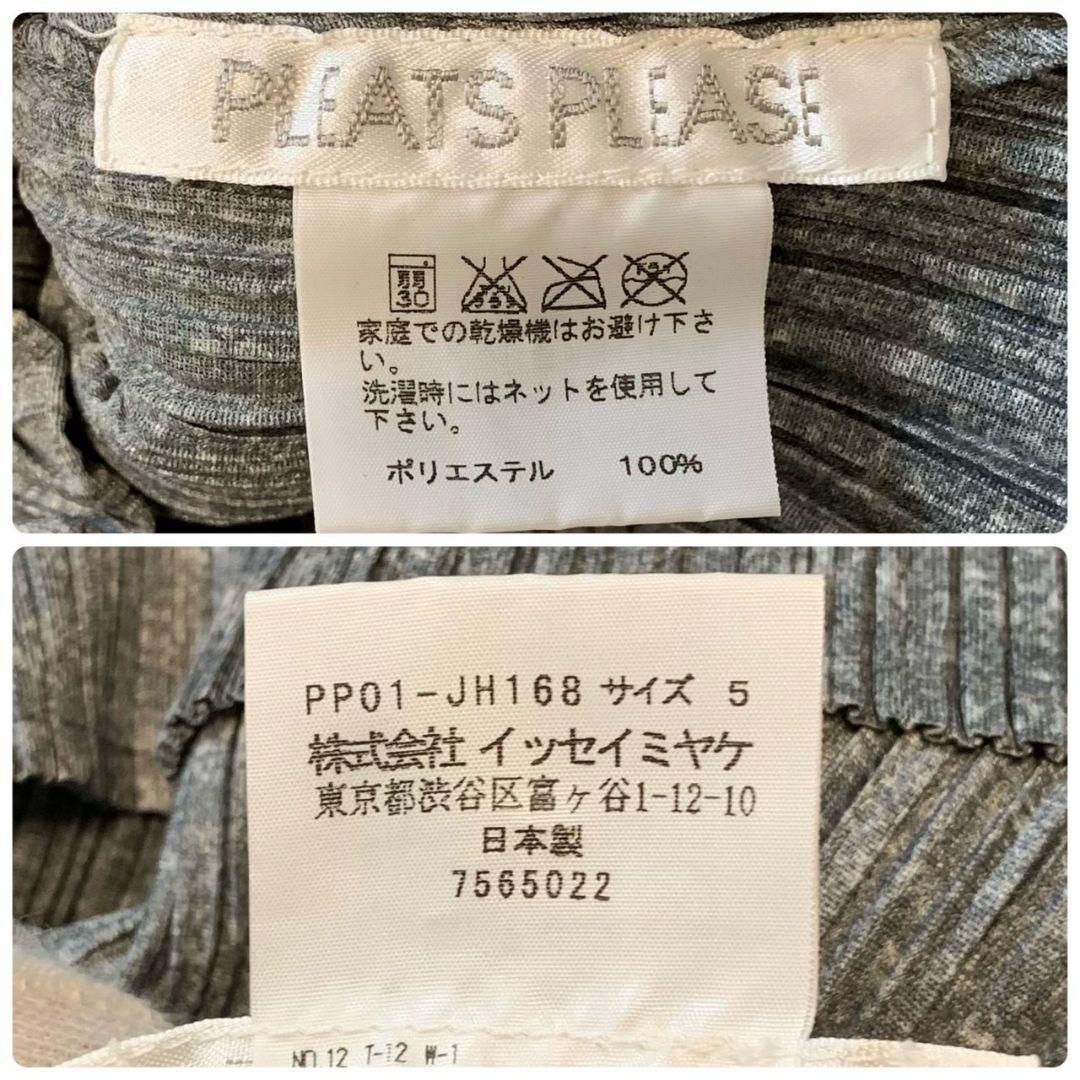 PLEATS PLEASE
弱
30
家庭での乾燥機はお避け下さ
い。
洗濯時にはネットを使用して
下さい。
ポリエステル 100%
PP01-JH168 サイズ 5
株式会社 イッセイミヤケ
東京都渋谷区富ヶ谷1-12-10
日本製
7565022
NO.12 T-12 W-1